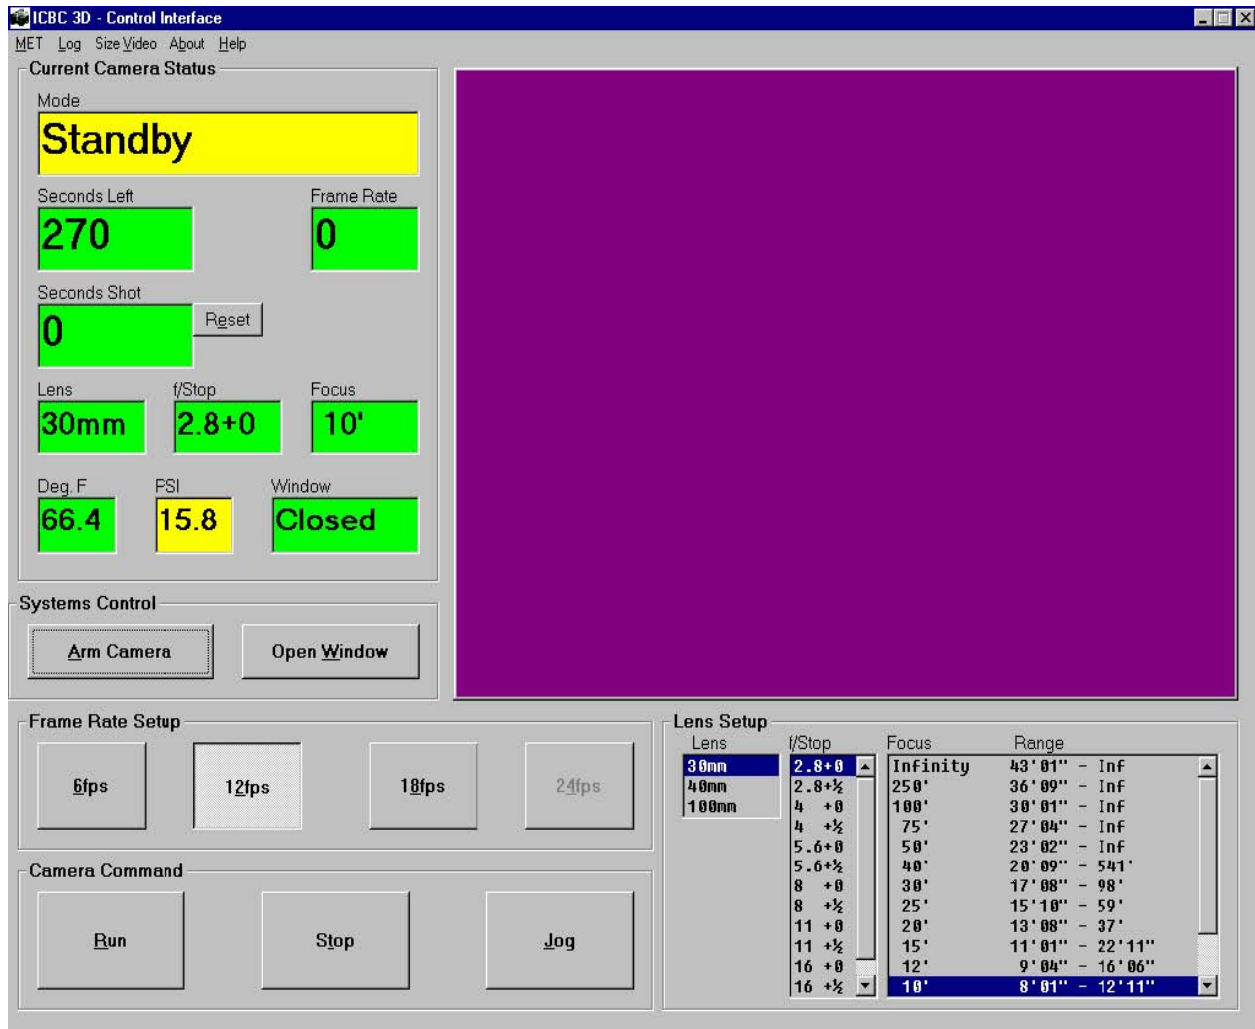 ICBC 3D - Control Interface
MET Log Size Video About Help
Current Camera Status
Mode
Standby
Seconds Left Frame Rate
270 0
Seconds Shot
0 Reset
Lens f/Stop Focus
30mm 2.8+0 10'
Deg. F PSI Window
66.4 15.8 Closed
Systems Control
Arm Camera Open Window
Frame Rate Setup
6fps 12fps 18fps 24fps
Camera Command
Run Stop Jog
Lens Setup
Lens f/Stop Focus Range
30mm 2.8+0 Infinity 43'01" - Inf
40mm 2.8+½ 250' 36'09" - Inf
100mm 4 +0 100' 30'01" - Inf
4 +½ 75' 27'04" - Inf
5.6+0 50' 23'02" - Inf
5.6+½ 40' 20'09" - 541'
8 +0 30' 17'08" - 98'
8 +½ 25' 15'10" - 59'
11 +0 20' 13'08" - 37'
11 +½ 15' 11'01" - 22'11"
16 +0 12' 9'04" - 16'06"
16 +½ 10' 8'01" - 12'11"